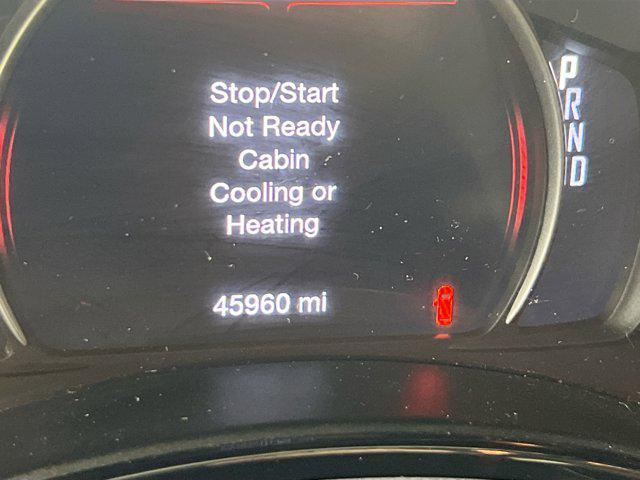 Stop/Start
Not Ready
Cabin
Cooling or
Heating
45960 mi
P
R
N
D